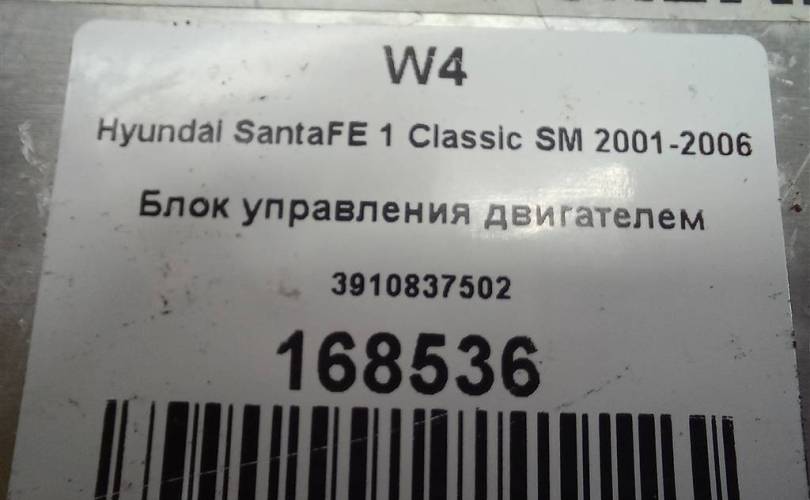 W4
Hyundai SantaFE 1 Classic SM 2001-2006
Блок управления двигателем
3910837502
168536